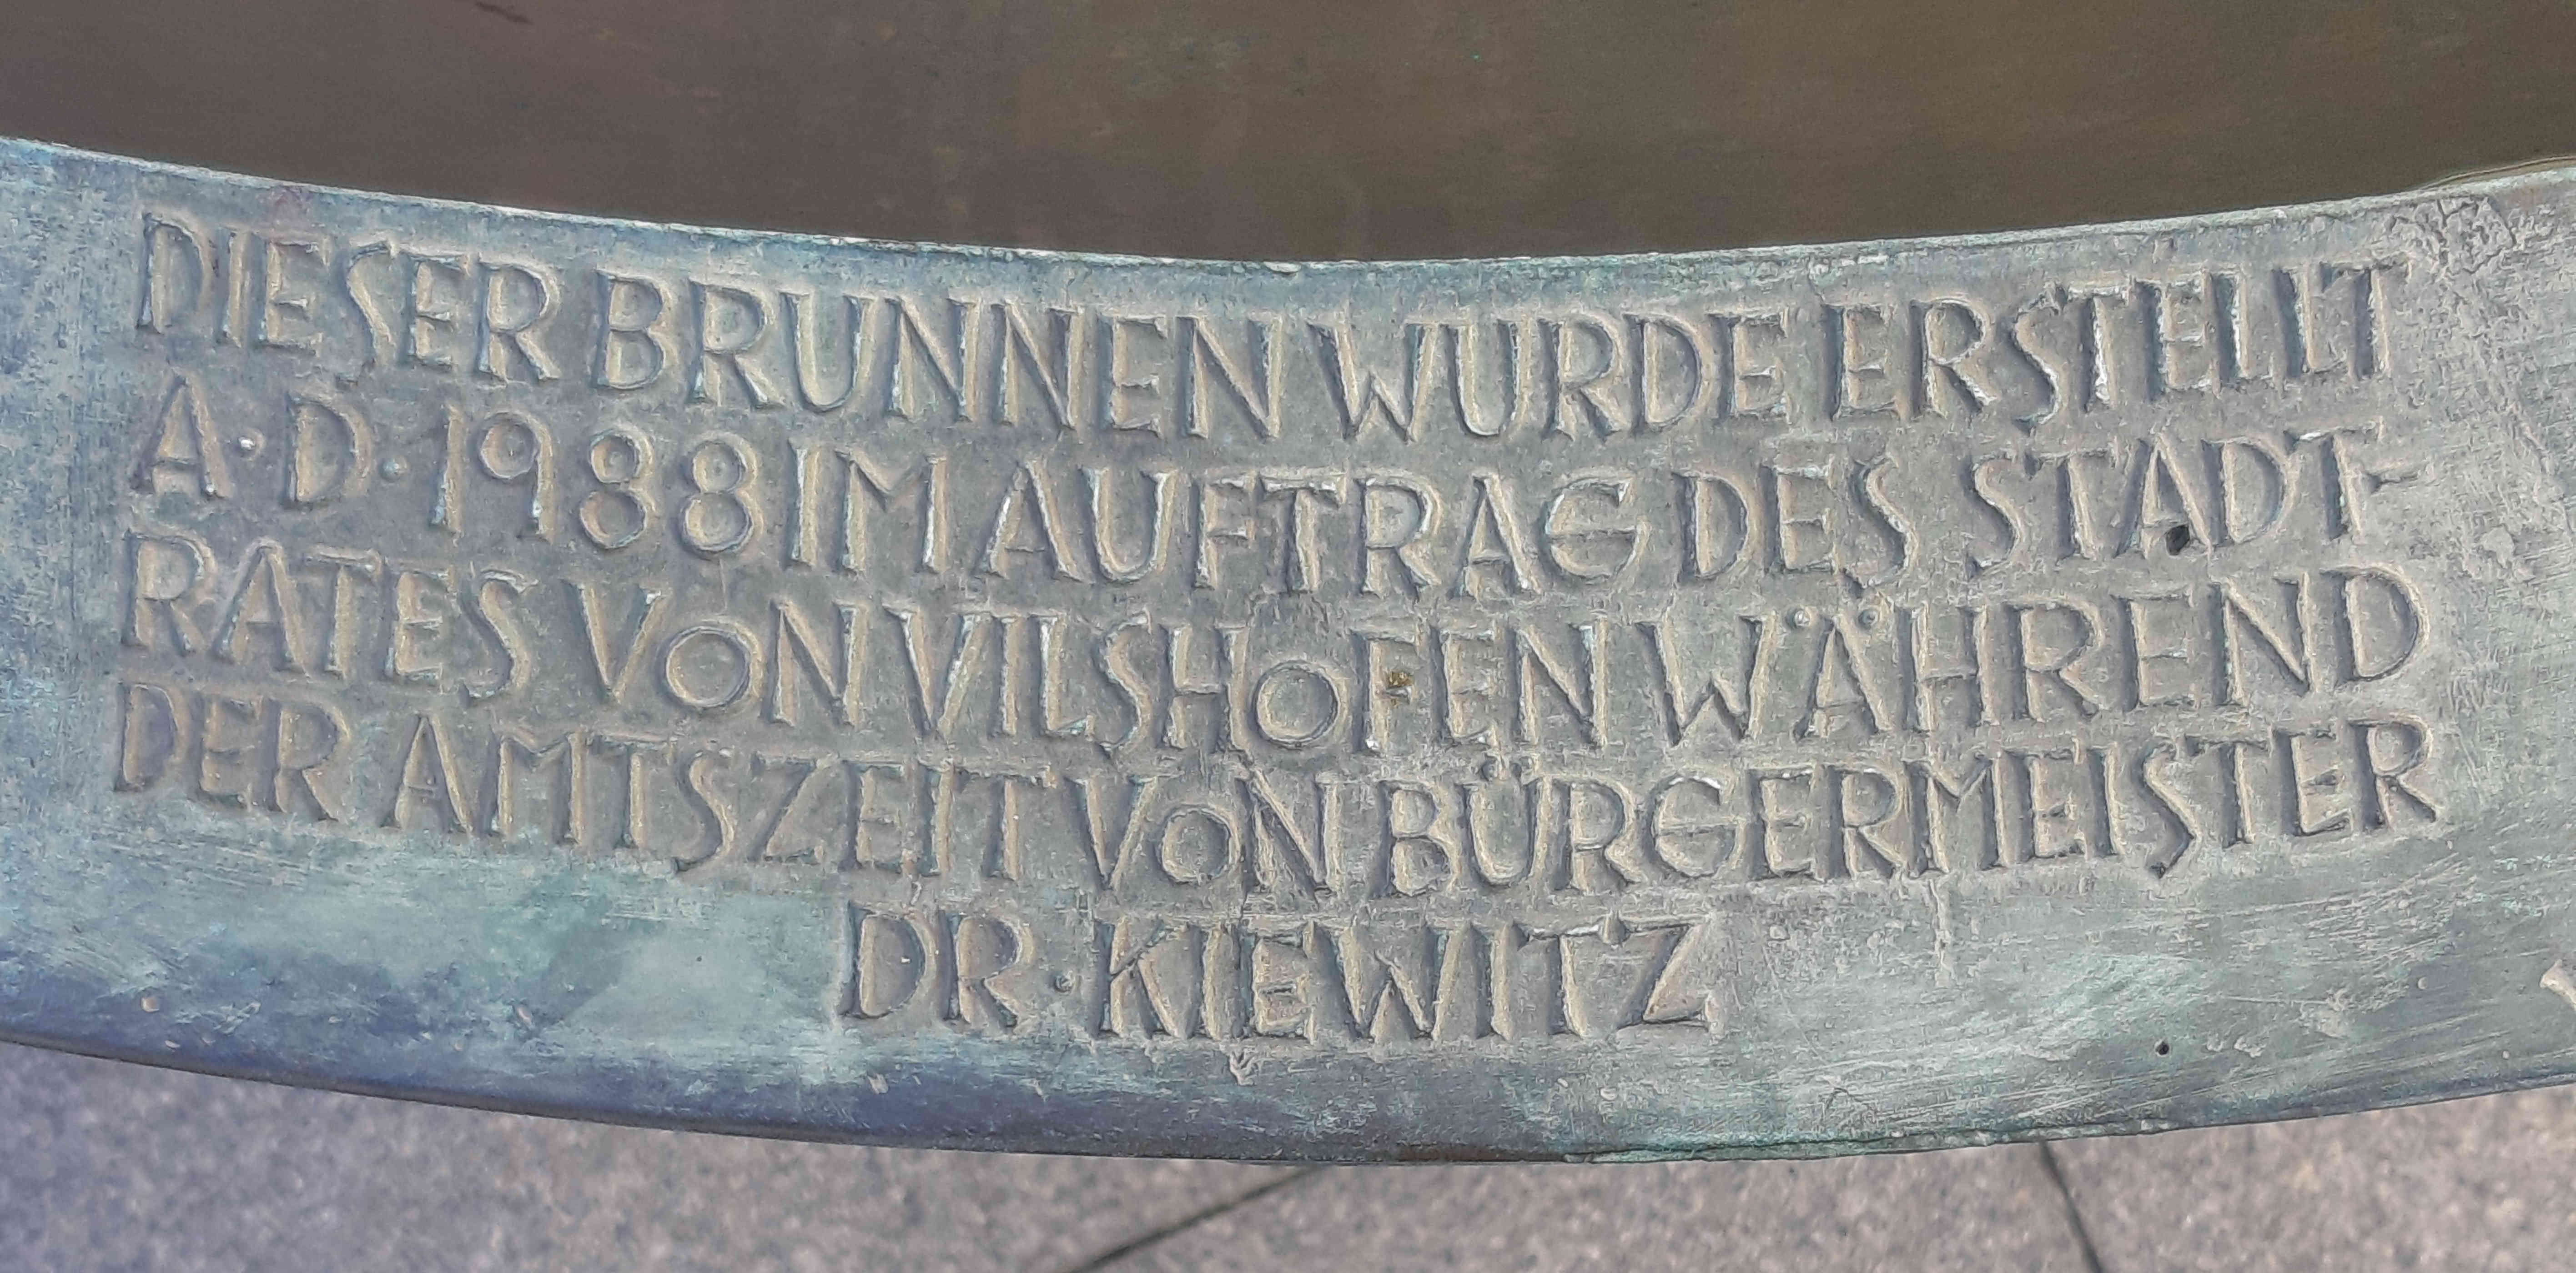 DIESER BRUNNEN WURDE ERSTELLT
A·D·1988 IM AUFTRAG DES STADT-
RATES VON VILSHOFEN WÄHREND
DER AMTSZEIT VON BÜRGERMEISTER
DR·KIEWITZ